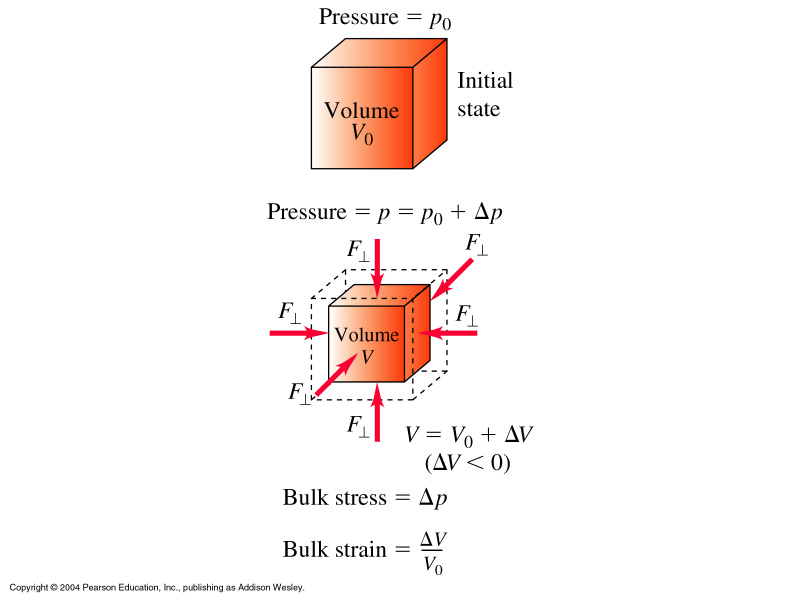 Pressure = p₀
Initial
state
Volume
V₀
Pressure = p = p₀ + Δp
F⊥
F⊥
F⊥
F⊥
Volume
V
F⊥
F⊥
V = V₀ + ΔV
(ΔV < 0)
Bulk stress = Δp
Bulk strain = ΔV/V₀
Copyright © 2004 Pearson Education, Inc., publishing as Addison Wesley.